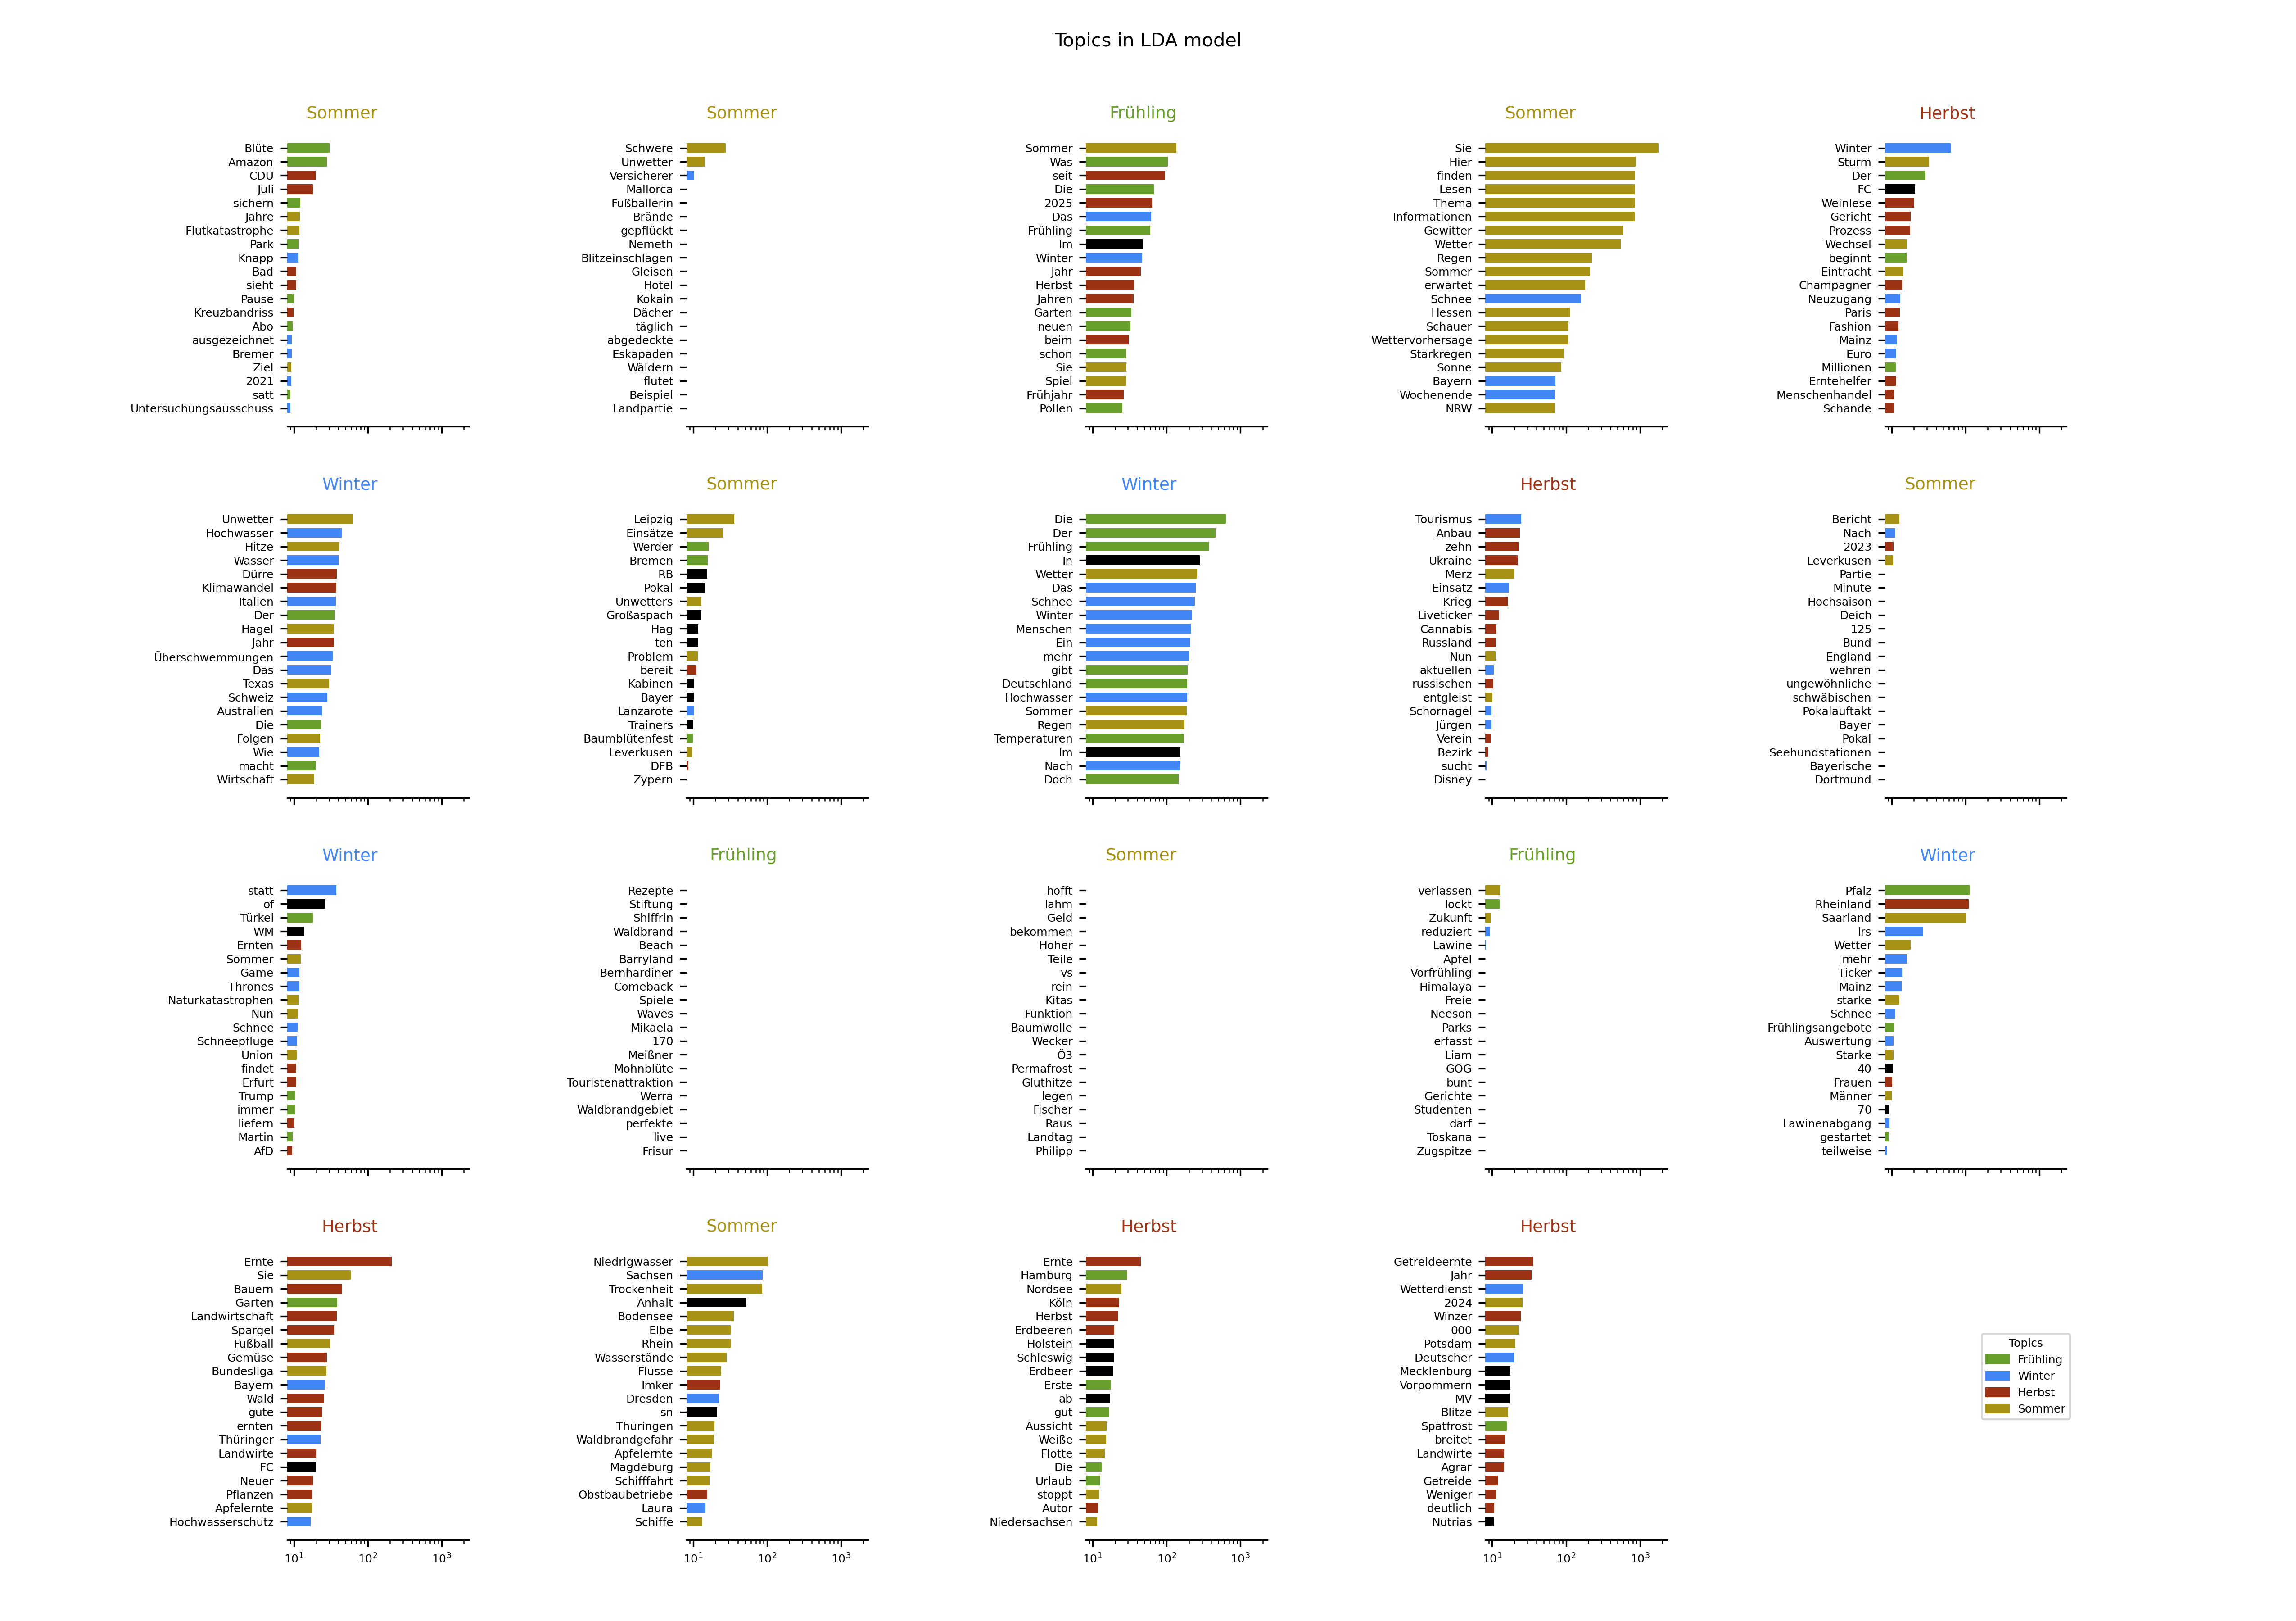 Topics in LDA model
Sommer
Blüte
Amazon
CDU
Juli
sichern
Jahre
Flutkatastrophe
Park
Knapp
Bad
sieht
Pause
Kreuzbandriss
Abo
ausgezeichnet
Bremer
Ziel
2021
satt
Untersuchungsausschuss
Sommer
Schwere
Unwetter
Versicherer
Mallorca
Fußballerin
Brände
gepflückt
Nemeth
Blitzeinschlägen
Gleisen
Hotel
Kokain
Dächer
täglich
abgedeckte
Eskapaden
Wäldern
flutet
Beispiel
Landpartie
Frühling
Sommer
Was
seit
Die
2025
Das
Frühling
Im
Winter
Jahr
Herbst
Jahren
Garten
neuen
beim
schon
Sie
Spiel
Frühjahr
Pollen
Sommer
Sie
Hier
finden
Lesen
Thema
Informationen
Gewitter
Wetter
Regen
Sommer
erwartet
Schnee
Hessen
Schauer
Wettervorhersage
Starkregen
Sonne
Bayern
Wochenende
NRW
Herbst
Winter
Sturm
Der
FC
Weinlese
Gericht
Prozess
Wechsel
beginnt
Eintracht
Champagner
Neuzugang
Paris
Fashion
Mainz
Euro
Millionen
Erntehelfer
Menschenhandel
Schande
Winter
Unwetter
Hochwasser
Hitze
Wasser
Dürre
Klimawandel
Italien
Der
Hagel
Jahr
Überschwemmungen
Das
Texas
Schweiz
Australien
Die
Folgen
Wie
macht
Wirtschaft
Sommer
Leipzig
Einsätze
Werder
Bremen
RB
Pokal
Unwetters
Großaspach
Hag
ten
Problem
bereit
Kabinen
Bayer
Lanzarote
Trainers
Baumblütenfest
Leverkusen
DFB
Zypern
Winter
Die
Der
Frühling
In
Wetter
Das
Schnee
Winter
Menschen
Ein
mehr
gibt
Deutschland
Hochwasser
Sommer
Regen
Temperaturen
Im
Nach
Doch
Herbst
Tourismus
Anbau
zehn
Ukraine
Merz
Einsatz
Krieg
Liveticker
Cannabis
Russland
Nun
aktuellen
russischen
entgleist
Schornagel
Jürgen
Verein
Bezirk
sucht
Disney
Sommer
Bericht
Nach
2023
Leverkusen
Partie
Minute
Hochsaison
Deich
125
Bund
England
wehren
ungewöhnliche
schwäbischen
Pokalauftakt
Bayer
Pokal
Seehundstationen
Bayerische
Dortmund
Winter
statt
of
Türkei
WM
Ernten
Sommer
Game
Thrones
Naturkatastrophen
Nun
Schnee
Schneepflüge
Union
findet
Erfurt
Trump
immer
liefern
Martin
AfD
Frühling
Rezepte
Stiftung
Shiffrin
Waldbrand
Beach
Barryland
Bernhardiner
Comeback
Spiele
Waves
Mikaela
170
Meißner
Mohnblüte
Touristenattraktion
Werra
Waldbrandgebiet
perfekte
live
Frisur
Sommer
hofft
lahm
Geld
bekommen
Hoher
Teile
vs
rein
Kitas
Funktion
Baumwolle
Wecker
Ö3
Permafrost
Gluthitze
legen
Fischer
Raus
Landtag
Philipp
Frühling
verlassen
lockt
Zukunft
reduziert
Lawine
Apfel
Vorfrühling
Himalaya
Freie
Neeson
Parks
erfasst
Liam
GOG
bunt
Gerichte
Studenten
darf
Toskana
Zugspitze
Winter
Pfalz
Rheinland
Saarland
lrs
Wetter
mehr
Ticker
Mainz
starke
Schnee
Frühlingsangebote
Auswertung
Starke
40
Frauen
Männer
70
Lawinenabgang
gestartet
teilweise
Herbst
Ernte
Sie
Bauern
Garten
Landwirtschaft
Spargel
Fußball
Gemüse
Bundesliga
Bayern
Wald
gute
ernten
Thüringer
Landwirte
FC
Neuer
Pflanzen
Apfelernte
Hochwasserschutz
10¹ 10² 10³
Sommer
Niedrigwasser
Sachsen
Trockenheit
Anhalt
Bodensee
Elbe
Rhein
Wasserstände
Flüsse
Imker
Dresden
sn
Thüringen
Waldbrandgefahr
Apfelernte
Magdeburg
Schifffahrt
Obstbaubetriebe
Laura
Schiffe
10¹ 10² 10³
Herbst
Ernte
Hamburg
Nordsee
Köln
Herbst
Erdbeeren
Holstein
Schleswig
Erdbeer
Erste
ab
gut
Aussicht
Weiße
Flotte
Die
Urlaub
stoppt
Autor
Niedersachsen
10¹ 10² 10³
Herbst
Getreideernte
Jahr
Wetterdienst
2024
Winzer
000
Potsdam
Deutscher
Mecklenburg
Vorpommern
MV
Blitze
Spätfrost
breitet
Landwirte
Agrar
Getreide
Weniger
deutlich
Nutrias
10¹ 10² 10³
Topics
Frühling
Winter
Herbst
Sommer